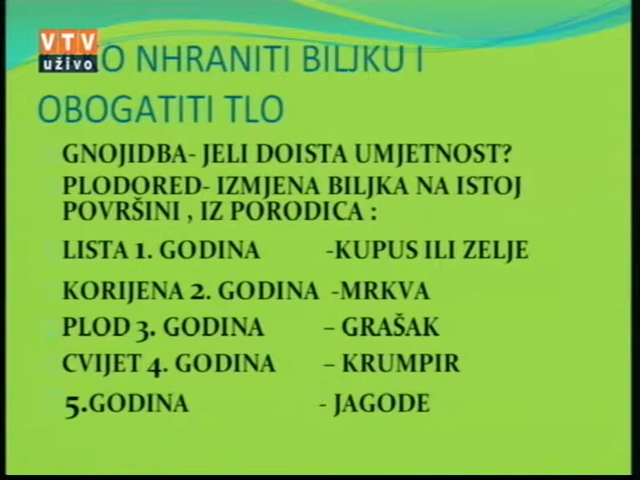 VTV
uživo
O NHRANITI BILJKU I
OBOGATITI TLO
GNOJIDBA- JELI DOISTA UMJETNOST?
PLODORED- IZMJENA BILJKA NA ISTOJ
POVRŠINI , IZ PORODICA :
LISTA 1. GODINA -KUPUS ILI ZELJE
KORIJENA 2. GODINA -MRKVA
PLOD 3. GODINA – GRAŠAK
CVIJET 4. GODINA – KRUMPIR
5.GODINA - JAGODE